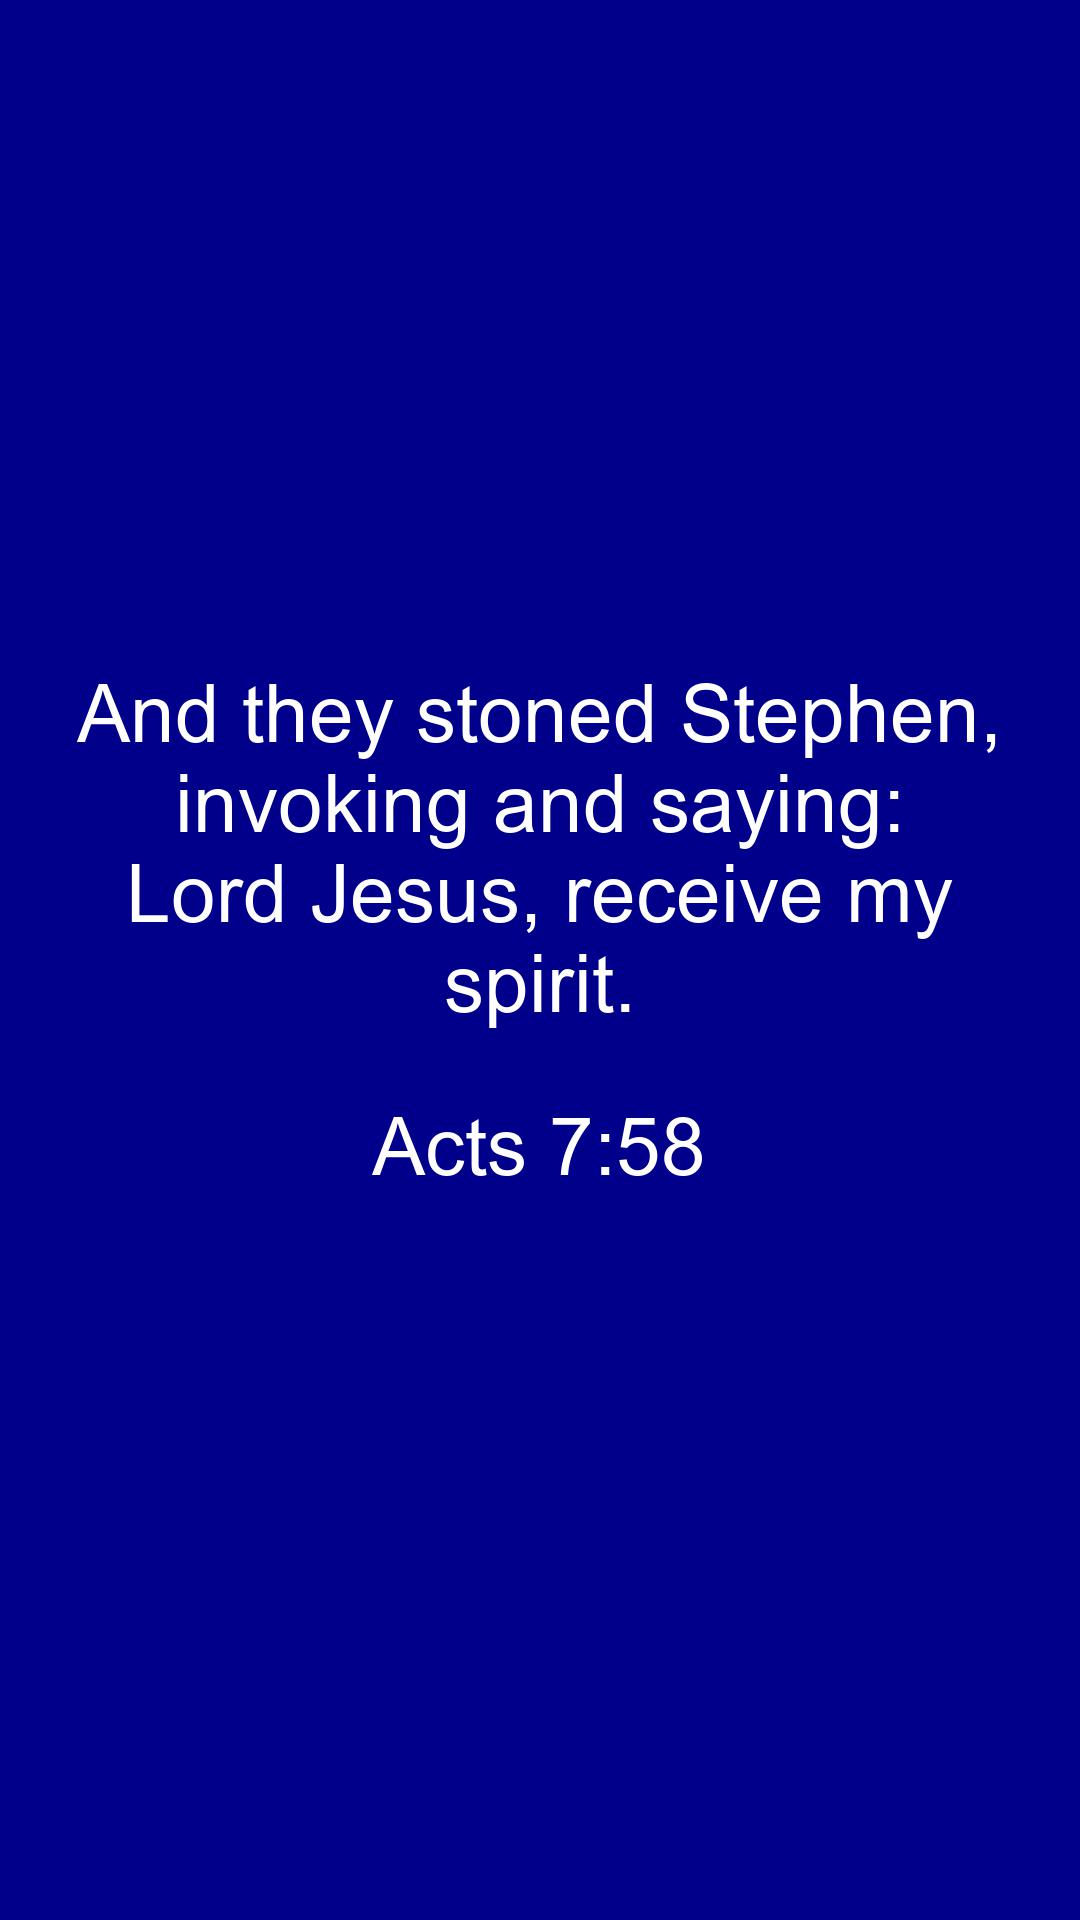 And they stoned Stephen,
invoking and saying:
Lord Jesus, receive my
spirit.
Acts 7:58